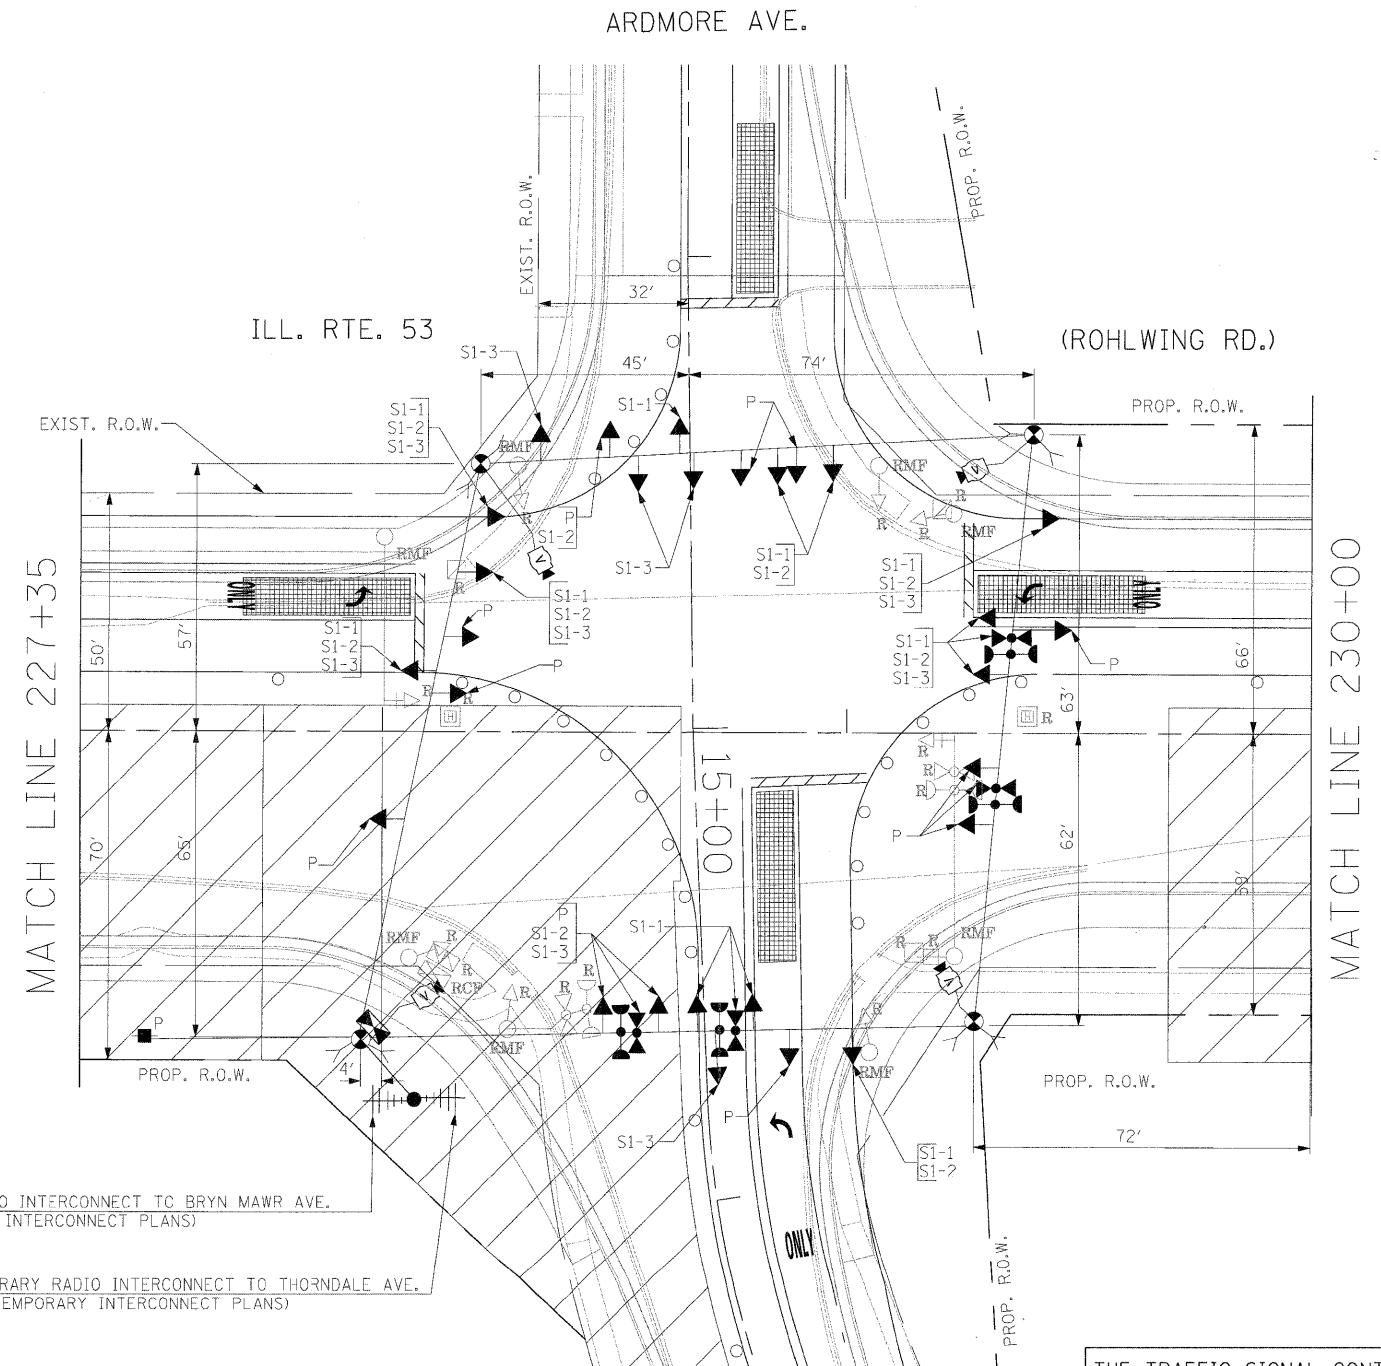 ARDMORE AVE.
EXIST. R.O.W.
PROP. R.O.W.
PROP. R.O.W.
32'
ILL. RTE. 53
(ROHLWING RD.)
S1-3
45'
74'
S1-1
S1-2
S1-3
S1-1
P
PROP. R.O.W.
EXIST. R.O.W.
RMF
RMF
R
R
R
RMF
P
S1-2
V
V
RMF
S1-3
S1-1
S1-2
S1-1
S1-2
S1-3
R
ONLY
ONLY
S1-1
S1-2
S1-3
P
S1-1
S1-2
S1-3
S1-1
S1-2
S1-3
P
P
50'
57'
66'
63'
R
R
H
H
R
MATCH LINE 227+35
MATCH LINE 230+00
15+00
R
R
R
P
P
70'
65'
62'
59'
P
S1-2
S1-3
S1-1
RMF
R
R
RCF
R
R
R
R
RMF
V
V
P
RMF
RMF
PROP. R.O.W.
4'
PROP. R.O.W.
P
S1-3
S1-1
S1-2
72'
O INTERCONNECT TO BRYN MAWR AVE.
INTERCONNECT PLANS)
ONLY
RARY RADIO INTERCONNECT TO THORNDALE AVE.
EMPORARY INTERCONNECT PLANS)
PROP. R.O.W.
THE TRAFFIC SIGNAL CONT